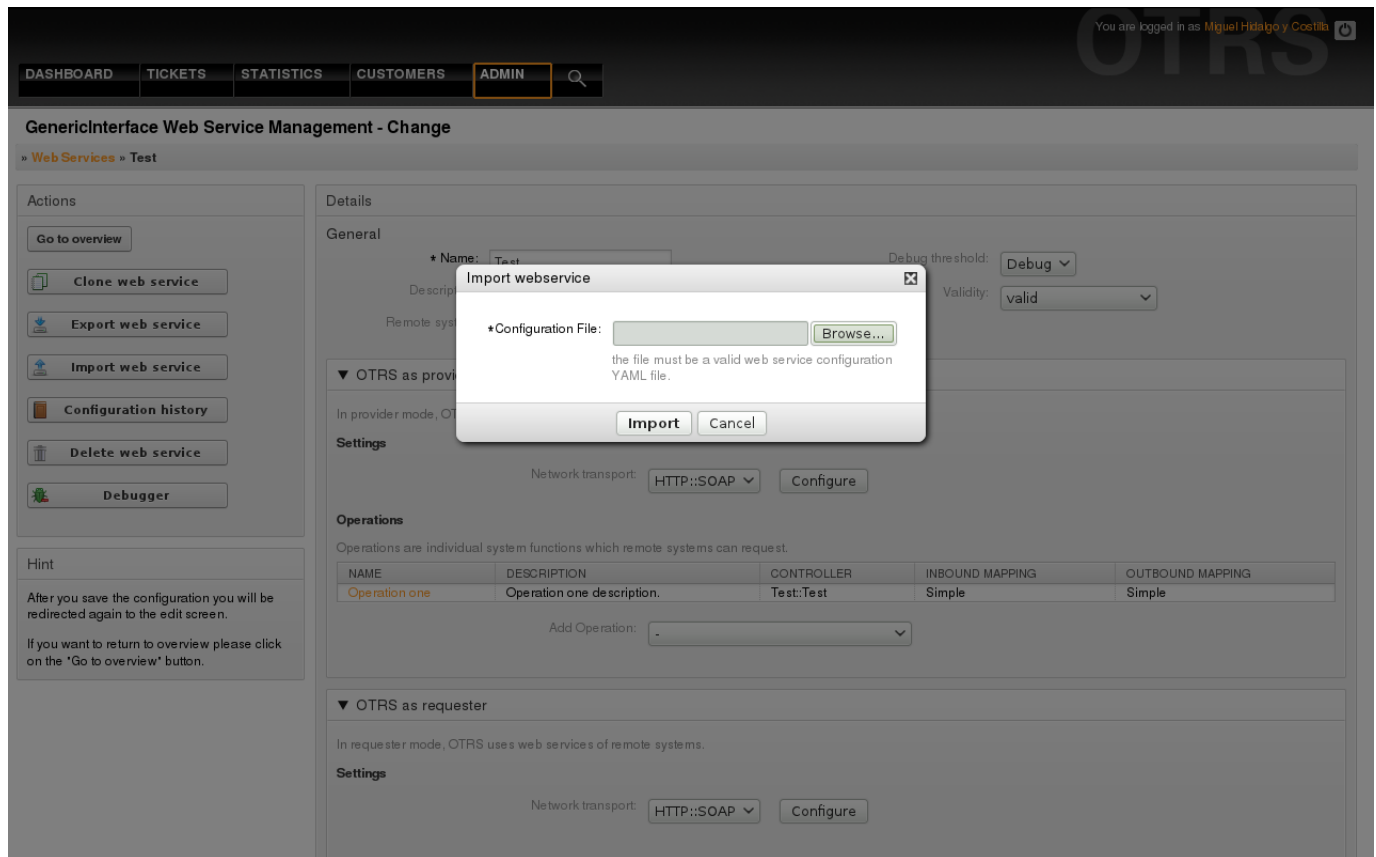 OTRS
You are logged in as Miguel Hidalgo y Costilla
DASHBOARD TICKETS STATISTICS CUSTOMERS ADMIN
GenericInterface Web Service Management - Change
» Web Services » Test
Actions
Go to overview
Clone web service
Export web service
Import web service
Configuration history
Delete web service
Debugger
Hint
After you save the configuration you will be
redirected again to the edit screen.
If you want to return to overview please click
on the "Go to overview" button.
Details
General
* Name: Test
Debug threshold: Debug
Validity: valid
Remote
Import webservice
*Configuration File: Browse...
the file must be a valid web service configuration
YAML file.
Import Cancel
▼ OTRS as
In provider mode,
Settings
Network transport: HTTP::SOAP Configure
Operations
Operations are individual system functions which remote systems can request.
NAME DESCRIPTION CONTROLLER INBOUND MAPPING OUTBOUND MAPPING
Operation one Operation one description. Test::Test Simple Simple
Add Operation: -
▼ OTRS as requester
In requester mode, OTRS uses web services of remote systems.
Settings
Network transport: HTTP::SOAP Configure